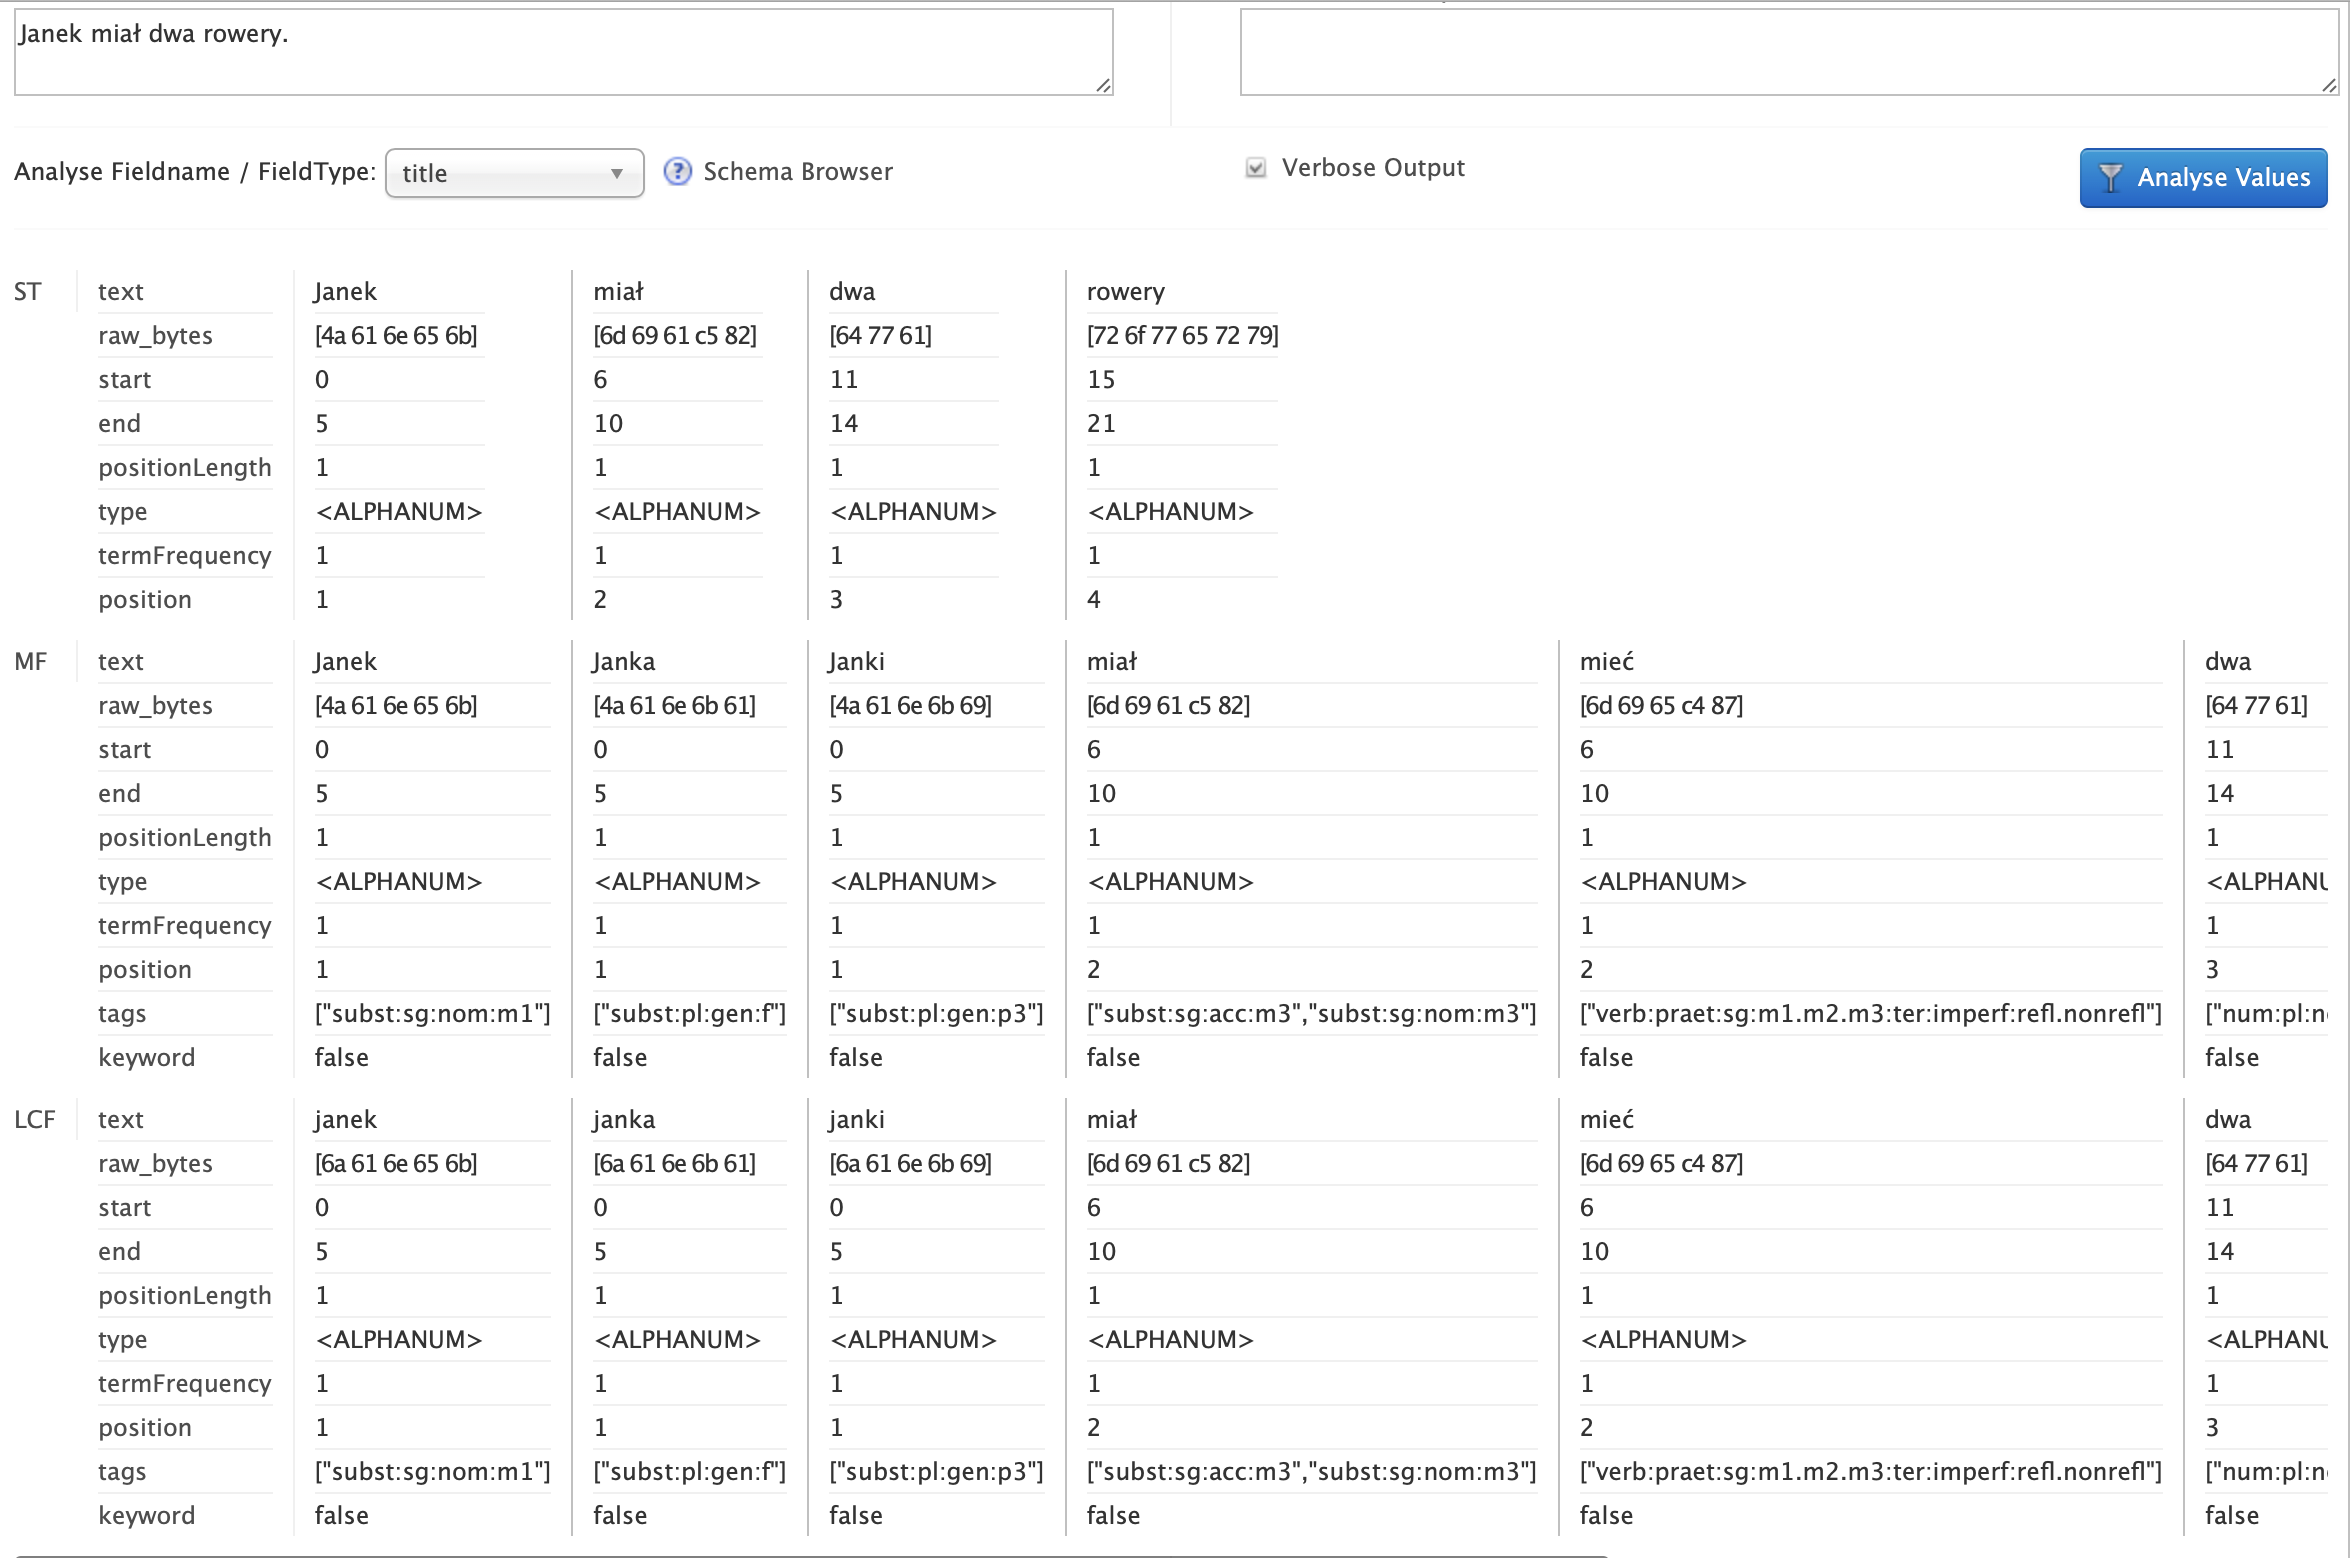 Janek miał dwa rowery.
Analyse Fieldname / FieldType: title ? Schema Browser Verbose Output Analyse Values
ST text Janek miał dwa rowery
raw_bytes [4a 61 6e 65 6b] [6d 69 61 c5 82] [64 77 61] [72 6f 77 65 72 79]
start 0 6 11 15
end 5 10 14 21
positionLength 1 1 1 1
type <ALPHANUM> <ALPHANUM> <ALPHANUM> <ALPHANUM>
termFrequency 1 1 1 1
position 1 2 3 4
MF text Janek Janka Janki miał mieć dwa
raw_bytes [4a 61 6e 65 6b] [4a 61 6e 6b 61] [4a 61 6e 6b 69] [6d 69 61 c5 82] [6d 69 65 c4 87] [64 77 61]
start 0 0 0 6 6 11
end 5 5 5 10 10 14
positionLength 1 1 1 1 1 1
type <ALPHANUM> <ALPHANUM> <ALPHANUM> <ALPHANUM> <ALPHANUM> <ALPHANU
termFrequency 1 1 1 1 1 1
position 1 1 1 2 2 3
tags ["subst:sg:nom:m1"] ["subst:pl:gen:f"] ["subst:pl:gen:p3"] ["subst:sg:acc:m3","subst:sg:nom:m3"] ["verb:praet:sg:m1.m2.m3:ter:imperf:refl.nonrefl"] ["num:pl:n
keyword false false false false false false
LCF text janek janka janki miał mieć dwa
raw_bytes [6a 61 6e 65 6b] [6a 61 6e 6b 61] [6a 61 6e 6b 69] [6d 69 61 c5 82] [6d 69 65 c4 87] [64 77 61]
start 0 0 0 6 6 11
end 5 5 5 10 10 14
positionLength 1 1 1 1 1 1
type <ALPHANUM> <ALPHANUM> <ALPHANUM> <ALPHANUM> <ALPHANUM> <ALPHANU
termFrequency 1 1 1 1 1 1
position 1 1 1 2 2 3
tags ["subst:sg:nom:m1"] ["subst:pl:gen:f"] ["subst:pl:gen:p3"] ["subst:sg:acc:m3","subst:sg:nom:m3"] ["verb:praet:sg:m1.m2.m3:ter:imperf:refl.nonrefl"] ["num:pl:n
keyword false false false false false false